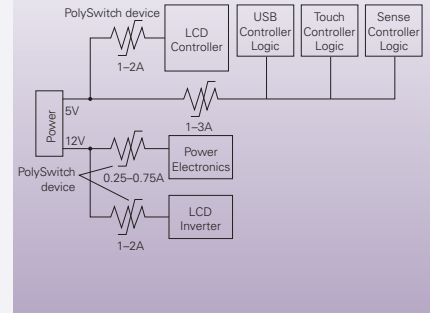 PolySwitch device
LCD
Controller
USB
Controller
Logic
Touch
Controller
Logic
Sense
Controller
Logic
1–2A
1–3A
Power
5V
12V
Power
Electronics
PolySwitch
device
0.25–0.75A
LCD
Inverter
1–2A